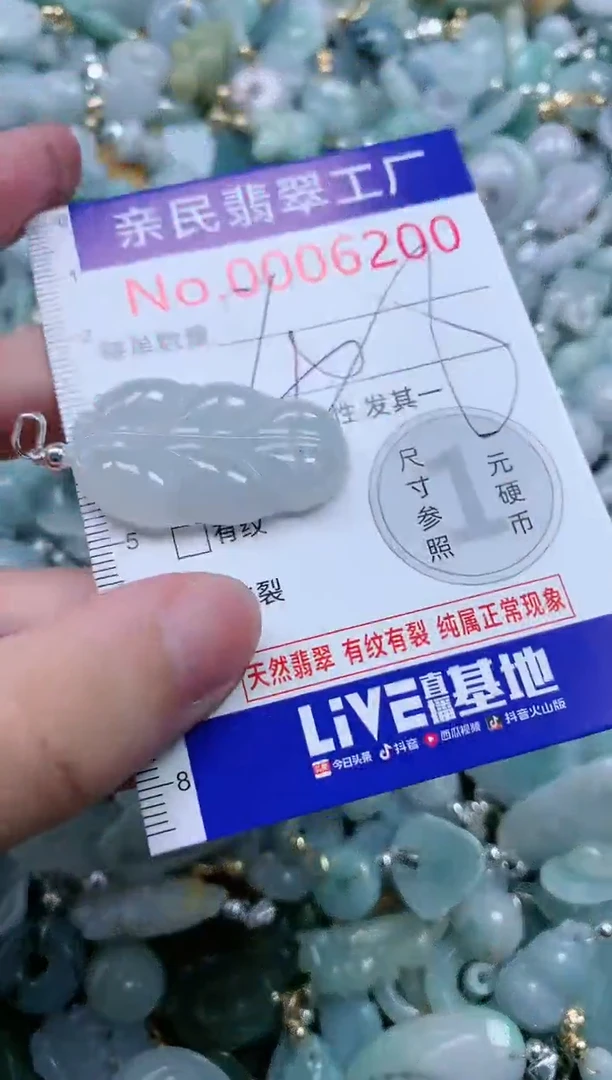 亲民翡翠工厂
No.0006200
性 发其一
尺寸参照
1
元硬币
5
有纹
裂
天然翡翠 有纹有裂 纯属正常现象
LiVE直播基地
今日头条 抖音 西瓜视频 抖音火山版
8